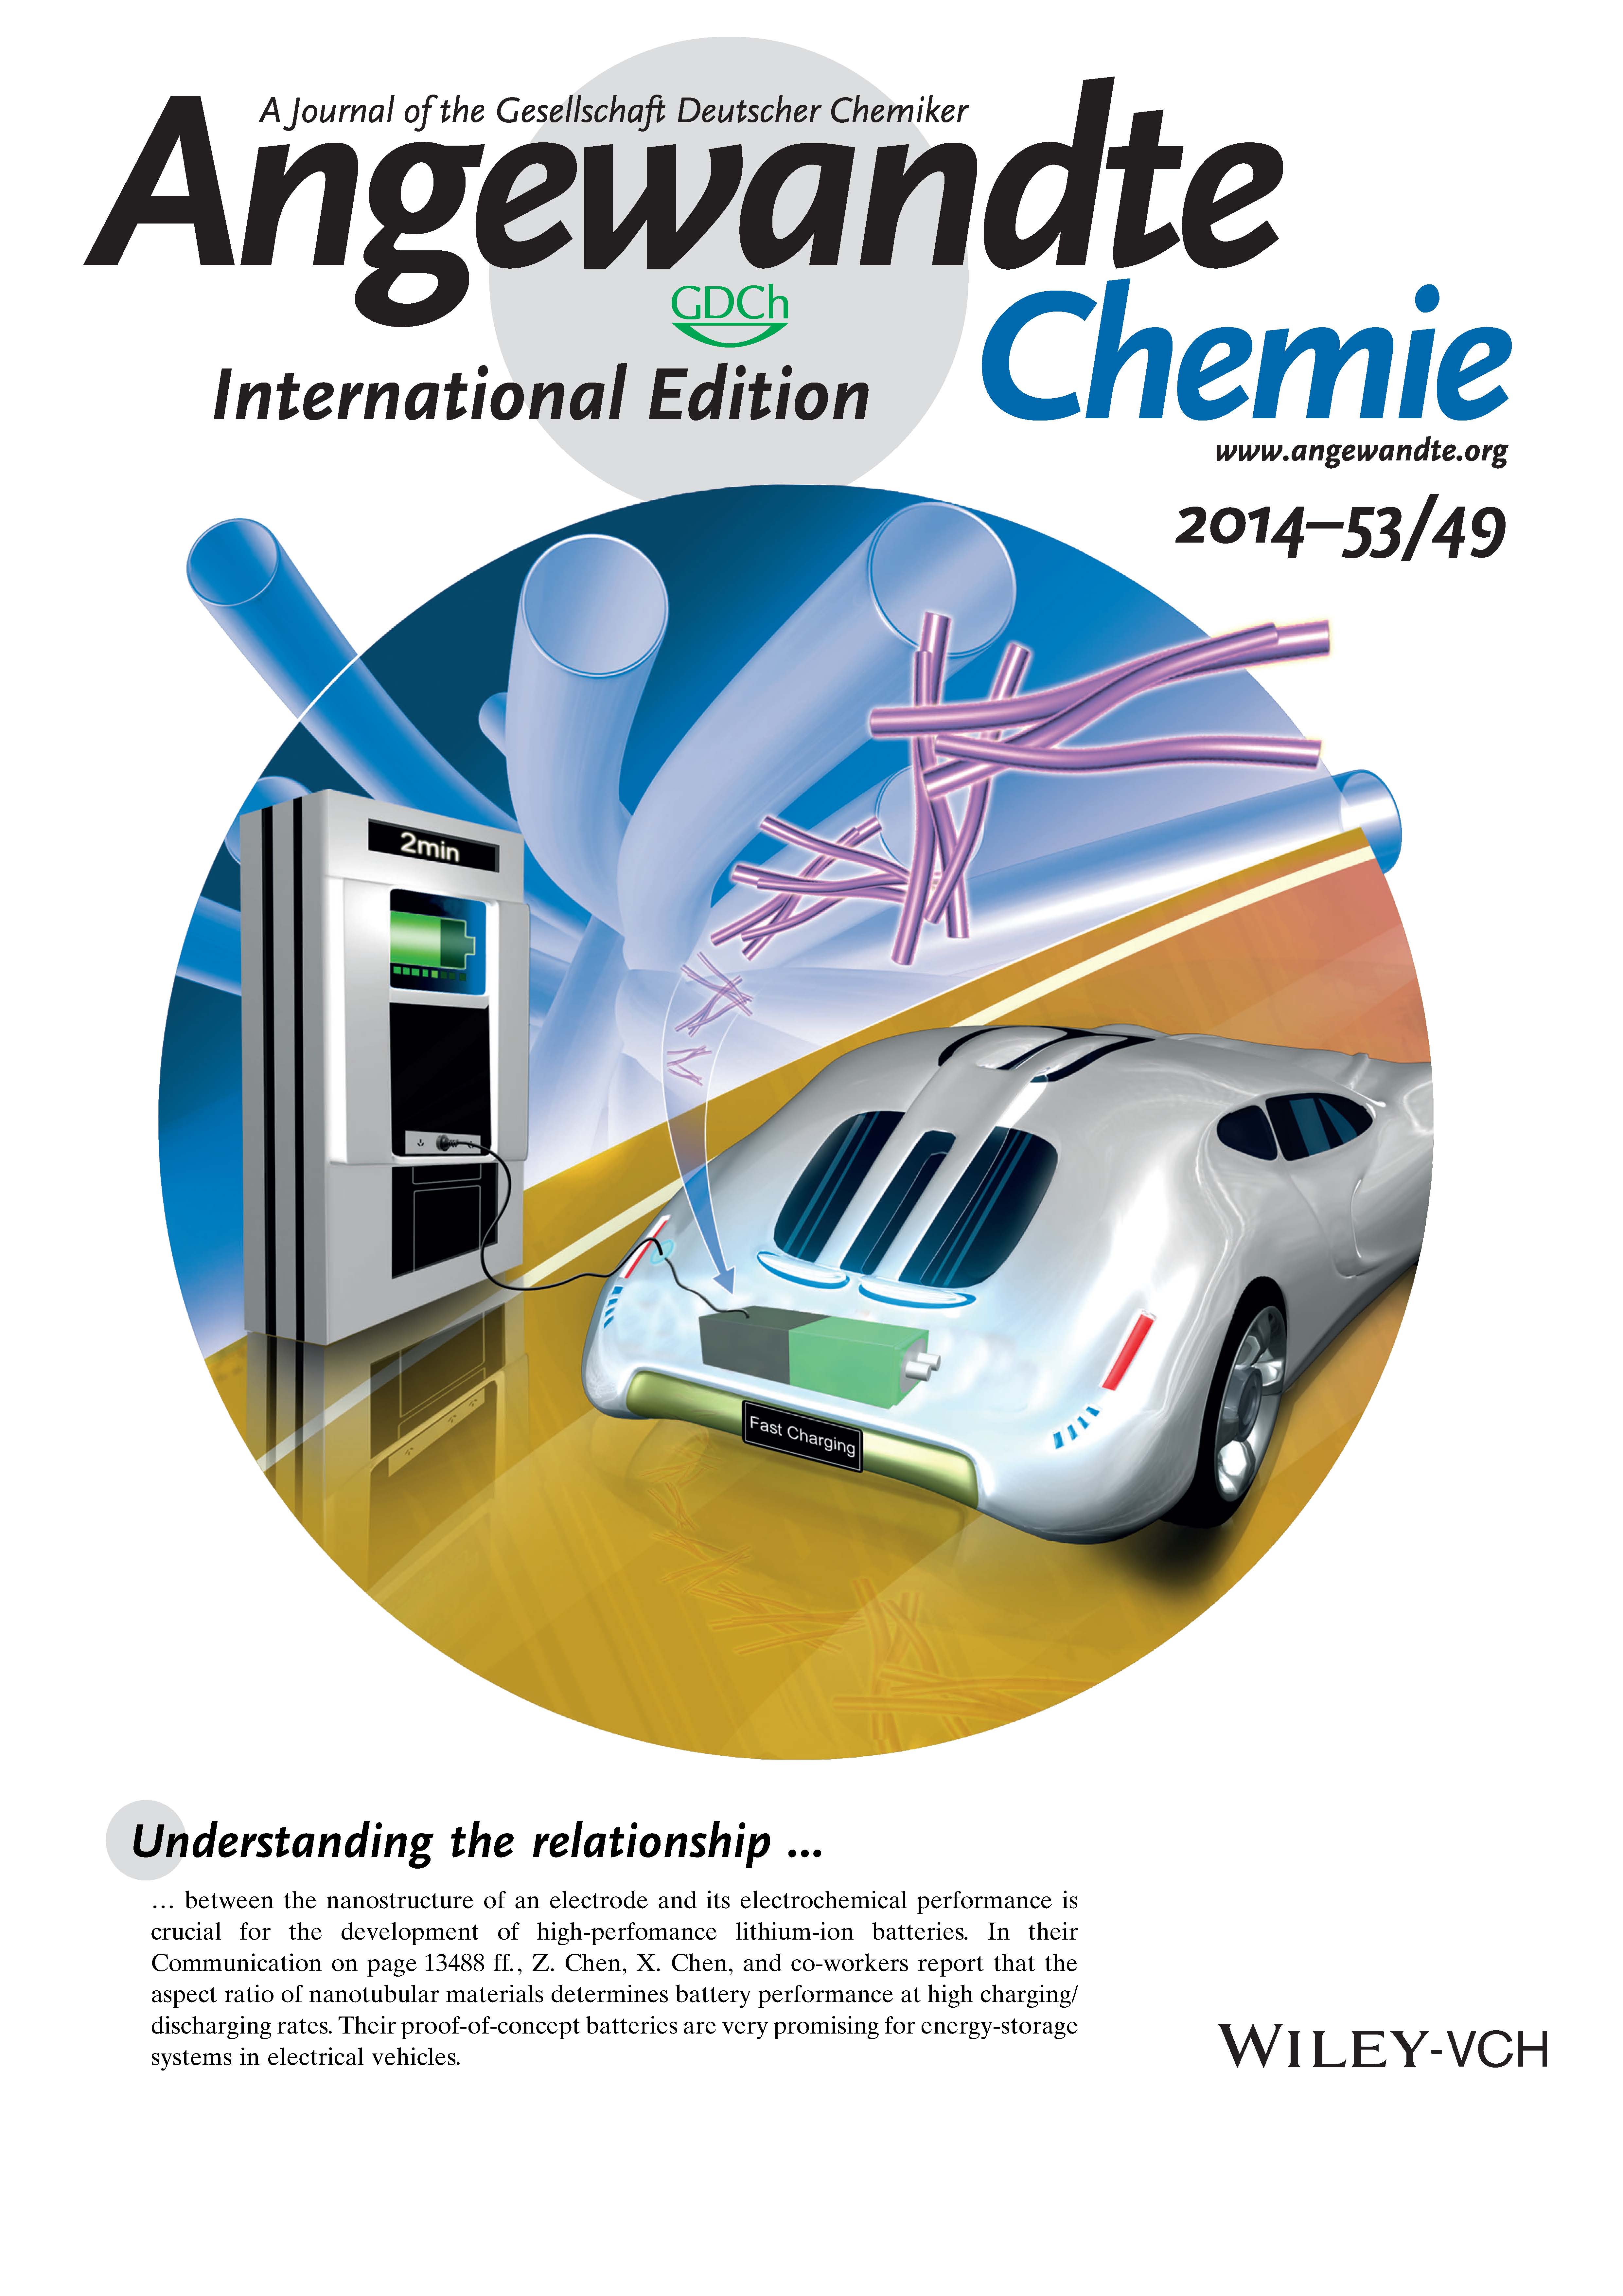 A Journal of the Gesellschaft Deutscher Chemiker
Angewandte
GDCh
Chemie
International Edition
www.angewandte.org
2014–53/49
2min
Fast Charging
Understanding the relationship ...
... between the nanostructure of an electrode and its electrochemical performance is
crucial for the development of high-perfomance lithium-ion batteries. In their
Communication on page 13488 ff., Z. Chen, X. Chen, and co-workers report that the
aspect ratio of nanotubular materials determines battery performance at high charging/
discharging rates. Their proof-of-concept batteries are very promising for energy-storage
systems in electrical vehicles.
WILEY-VCH